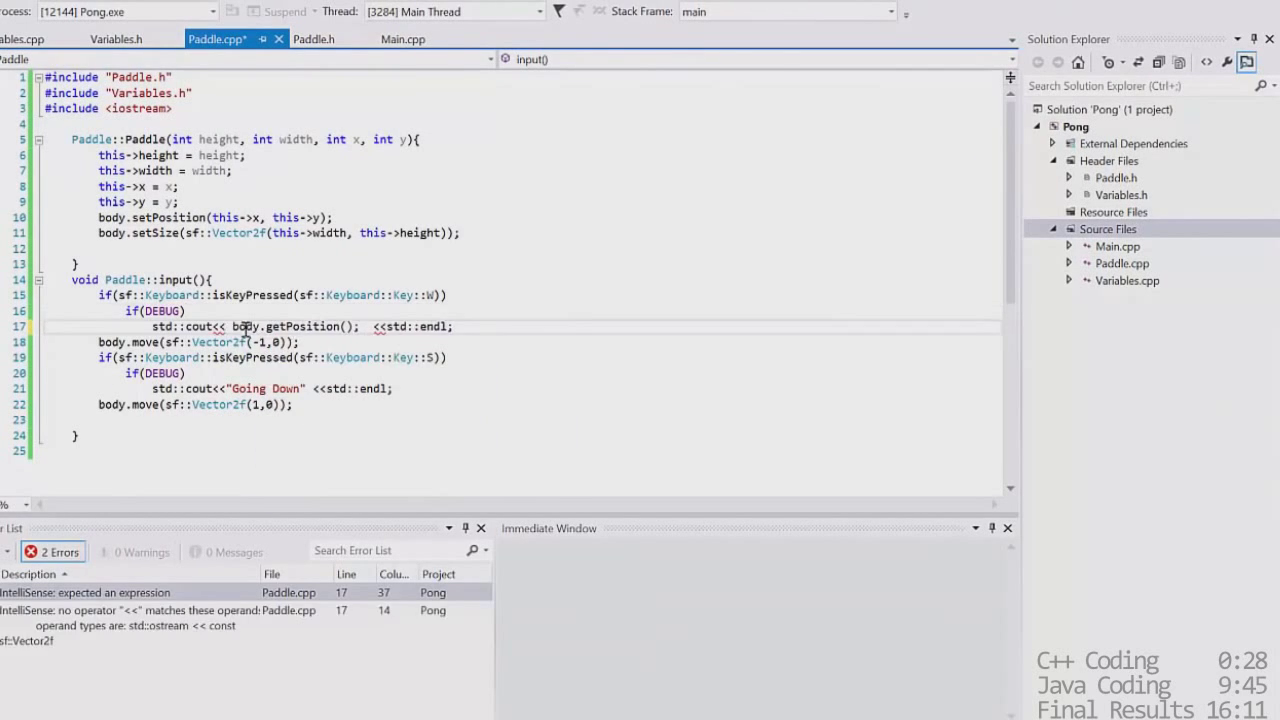 rocess: [12144] Pong.exe Suspend Thread: [3284] Main Thread Stack Frame: main
ables.cpp Variables.h Paddle.cpp* Paddle.h Main.cpp
addle input()
1 #include "Paddle.h"
2 #include "Variables.h"
3 #include <iostream>
4
5 Paddle::Paddle(int height, int width, int x, int y){
6 this->height = height;
7 this->width = width;
8 this->x = x;
9 this->y = y;
10 body.setPosition(this->x, this->y);
11 body.setSize(sf::Vector2f(this->width, this->height));
12
13 }
14 void Paddle::input(){
15 if(sf::Keyboard::isKeyPressed(sf::Keyboard::Key::W))
16 if(DEBUG)
17 std::cout<< body.getPosition(); <<std::endl;
18 body.move(sf::Vector2f(-1,0));
19 if(sf::Keyboard::isKeyPressed(sf::Keyboard::Key::S))
20 if(DEBUG)
21 std::cout<<"Going Down" <<std::endl;
22 body.move(sf::Vector2f(1,0));
23
24 }
25
%
Solution Explorer
Search Solution Explorer (Ctrl+;)
Solution 'Pong' (1 project)
Pong
External Dependencies
Header Files
Paddle.h
Variables.h
Resource Files
Source Files
Main.cpp
Paddle.cpp
Variables.cpp
r List
2 Errors 0 Warnings 0 Messages Search Error List
Description File Line Colu... Project
IntelliSense: expected an expression Paddle.cpp 17 37 Pong
IntelliSense: no operator "<<" matches these operand: Paddle.cpp 17 14 Pong
operand types are: std::ostream << const
sf::Vector2f
Immediate Window
C++ Coding 0:28
Java Coding 9:45
Final Results 16:11